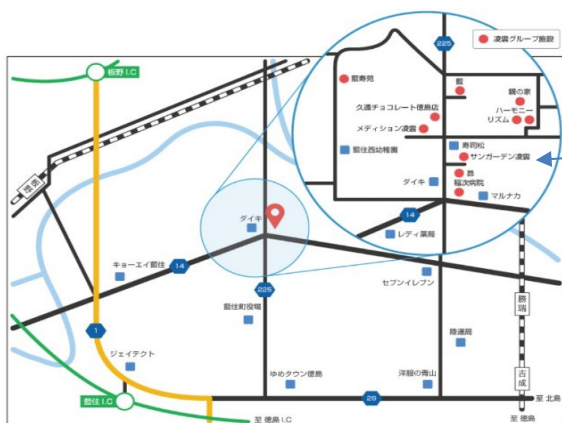 225
凌雲グループ施設
板野 I.C
藍寿苑
藍
鏡の家
久遠チョコレート徳島店
ハーモニー
リズム
メディション凌雲
藍住西幼稚園
寿司松
サンガーデン凌雲
昴
ダイキ
稲次病院
マルナカ
14
レディ薬局
板野
ダイキ
キョーエイ藍住
14
セブンイレブン
225
藍住町役場
勝瑞
1
陸運局
ジェイテクト
ゆめタウン徳島
洋服の青山
吉成
藍住 I.C
29
至 北島
至 徳島 I.C
至 徳島